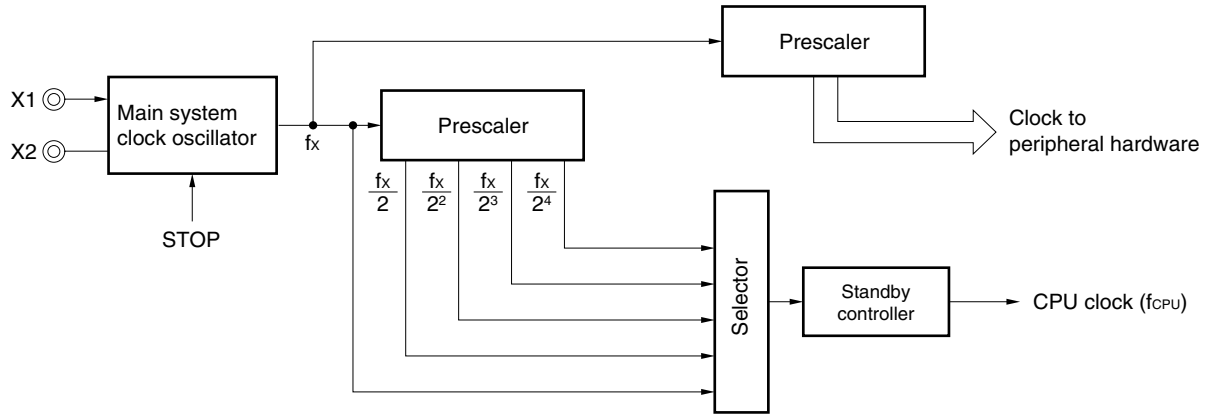 Prescaler
X1
Main system
clock oscillator
X2
fX
Prescaler
Clock to
peripheral hardware
fX
2
fX
2²
fX
2³
fX
2⁴
STOP
Selector
Standby
controller
CPU clock (fCPU)